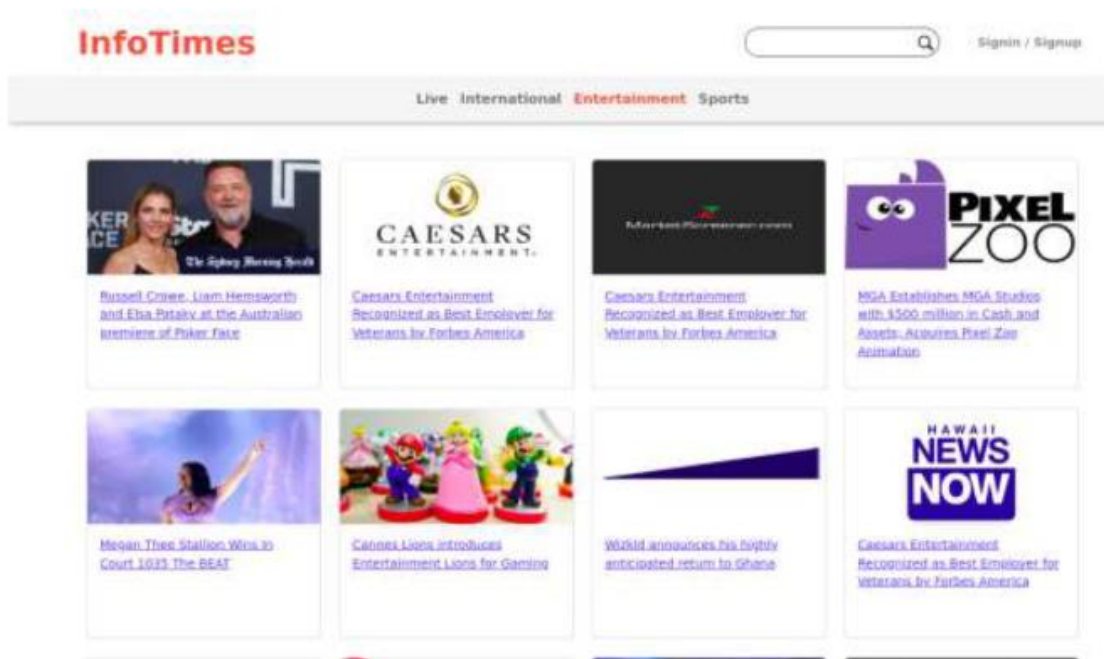 InfoTimes
Signin / Signup
Live International Entertainment Sports
KER
ACE
Star
The Sydney Morning Herald
CAESARS
ENTERTAINMENT.
MarketScreener.com
PIXEL
ZOO
Russell Crowe, Liam Hemsworth
and Elsa Pataky at the Australian
premiere of Poker Face
Caesars Entertainment
Recognized as Best Employer for
Veterans by Forbes America
Caesars Entertainment
Recognized as Best Employer for
Veterans by Forbes America
MGA Establishes MGA Studios
with $500 million in Cash and
Assets; Acquires Pixel Zoo
Animation
HAWAII
NEWS
NOW
Megan Thee Stallion Wins In
Court 1035 The BEAT
Cannes Lions introduces
Entertainment Lions for Gaming
Wizkid announces his highly
anticipated return to Ghana
Caesars Entertainment
Recognized as Best Employer for
Veterans by Forbes America